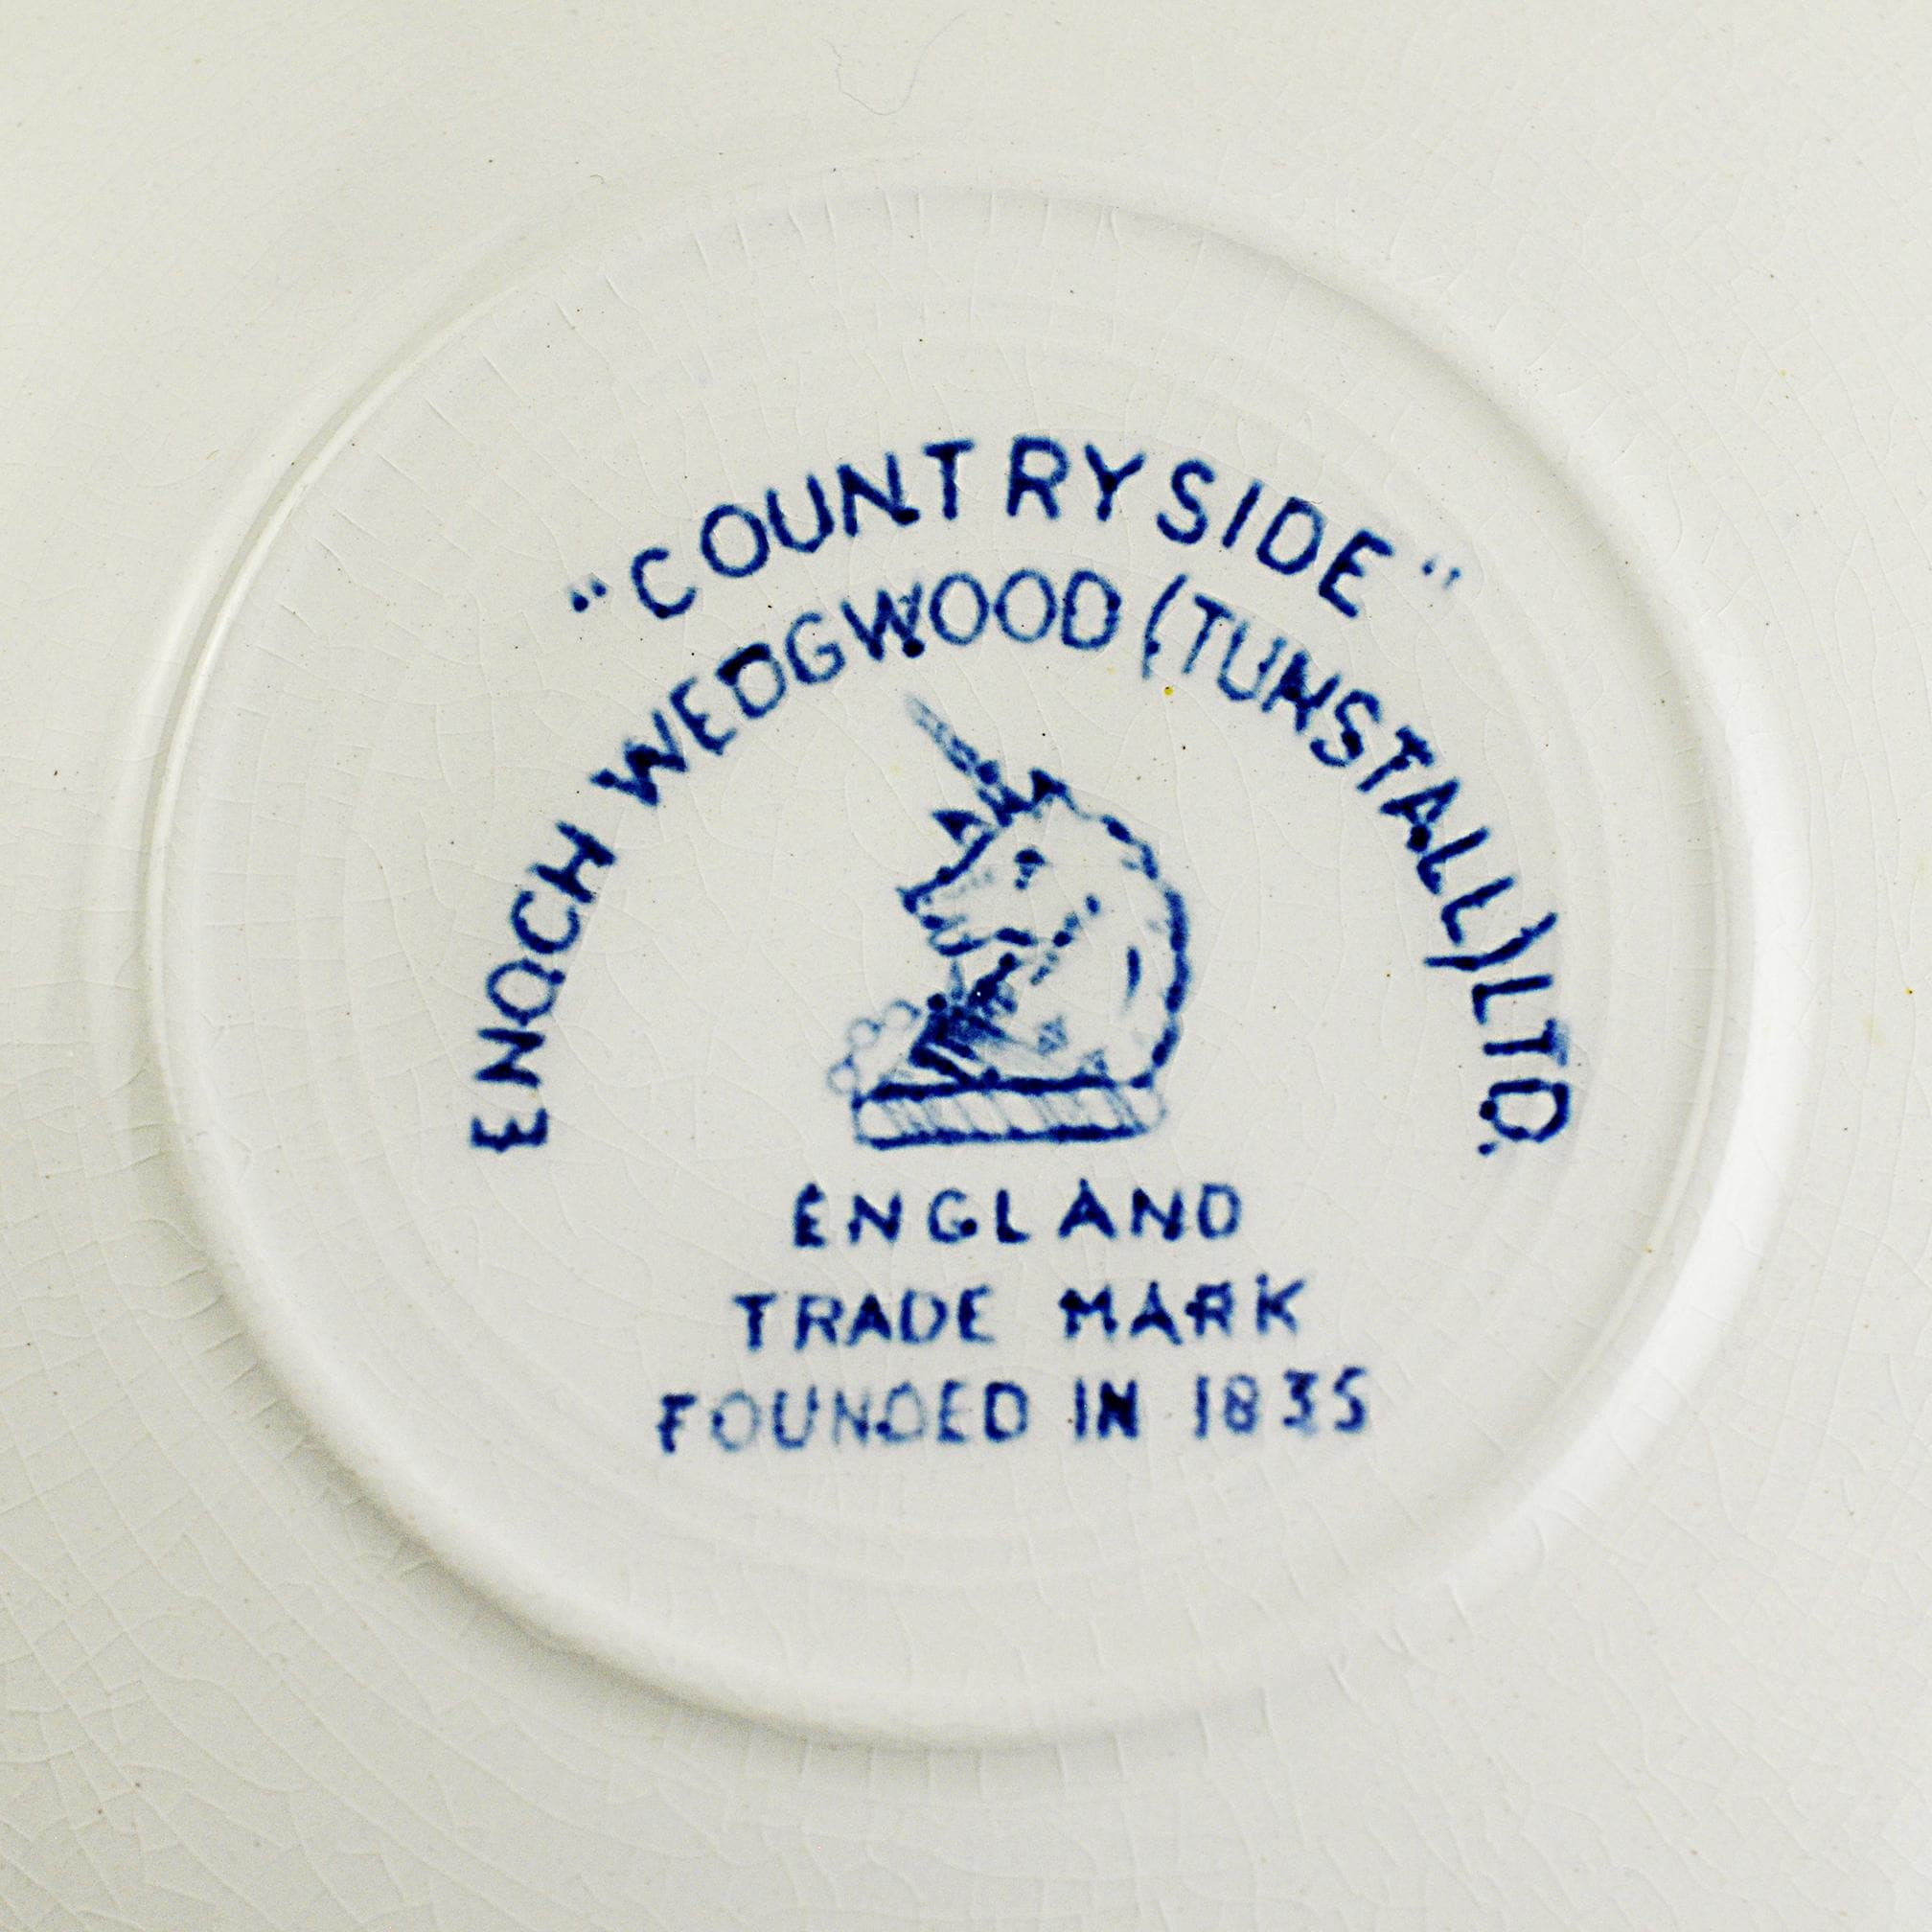 "COUNTRYSIDE"
ENOCH WEDGWOOD (TUNSTALL) LTD.
ENGLAND
TRADE MARK
FOUNDED IN 1835